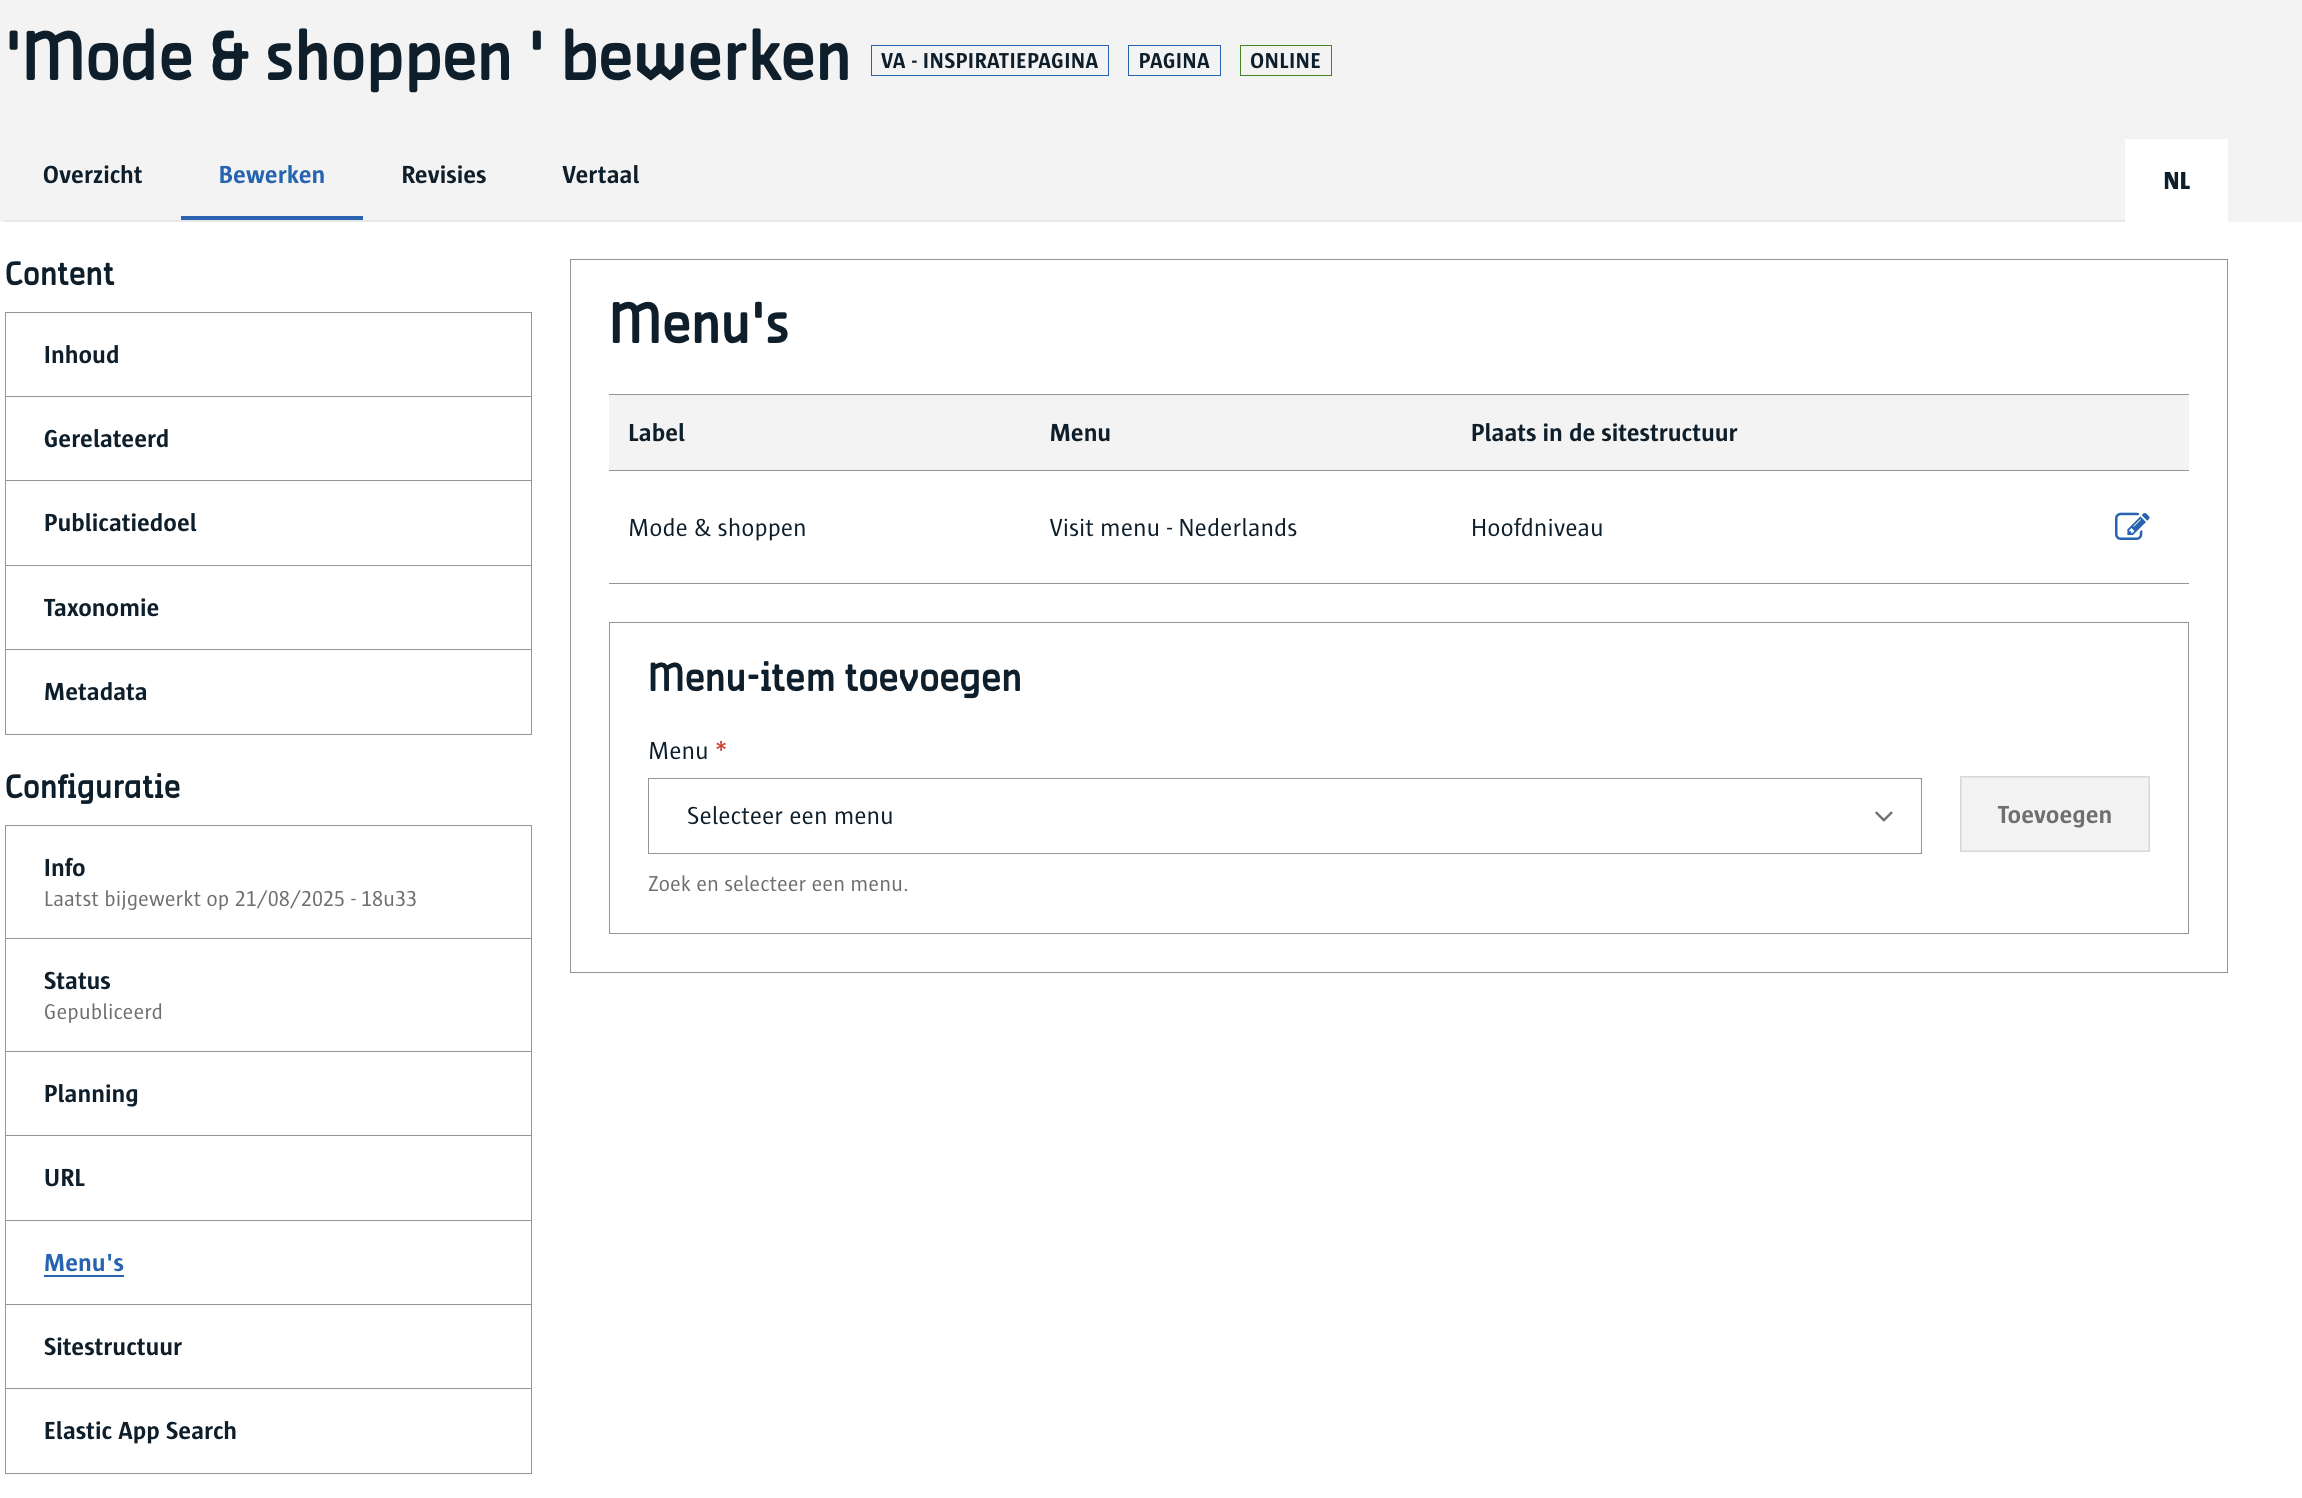 'Mode & shoppen ' bewerken VA - INSPIRATIEPAGINA PAGINA ONLINE
Overzicht Bewerken Revisies Vertaal NL
Content
Inhoud
Gerelateerd
Publicatiedoel
Taxonomie
Metadata
Configuratie
Info
Laatst bijgewerkt op 21/08/2025 - 18u33
Status
Gepubliceerd
Planning
URL
Menu's
Sitestructuur
Elastic App Search
Menu's
Label Menu Plaats in de sitestructuur
Mode & shoppen Visit menu - Nederlands Hoofdniveau
Menu-item toevoegen
Menu *
Selecteer een menu Toevoegen
Zoek en selecteer een menu.